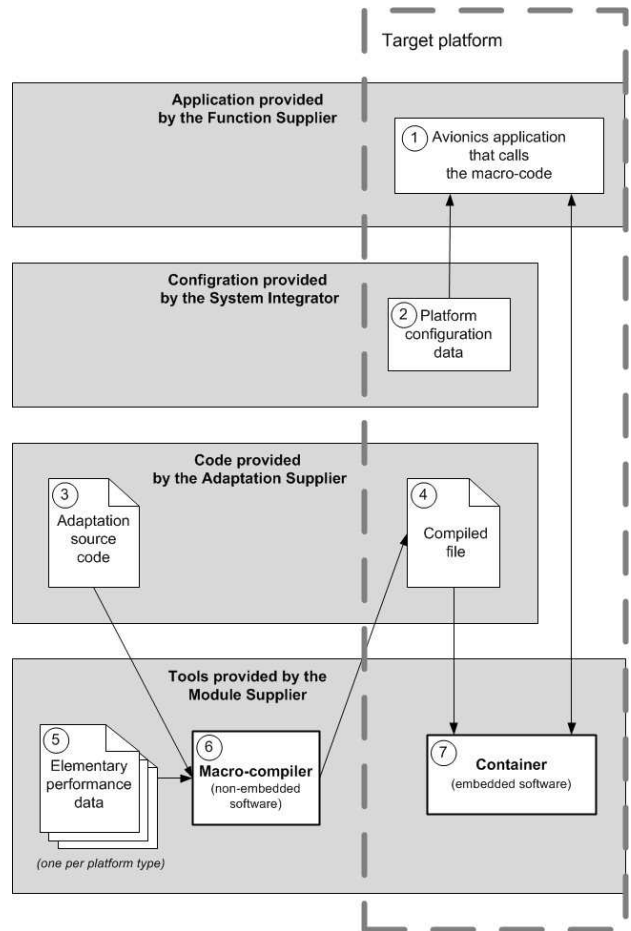 Target platform
Application provided
by the Function Supplier
1
Avionics application
that calls
the macro-code
Configration provided
by the System Integrator
2
Platform
configuration
data
Code provided
by the Adaptation Supplier
3
Adaptation
source
code
4
Compiled
file
Tools provided by the
Module Supplier
5
Elementary
performance
data
(one per platform type)
6
Macro-compiler
(non-embedded
software)
7
Container
(embedded software)